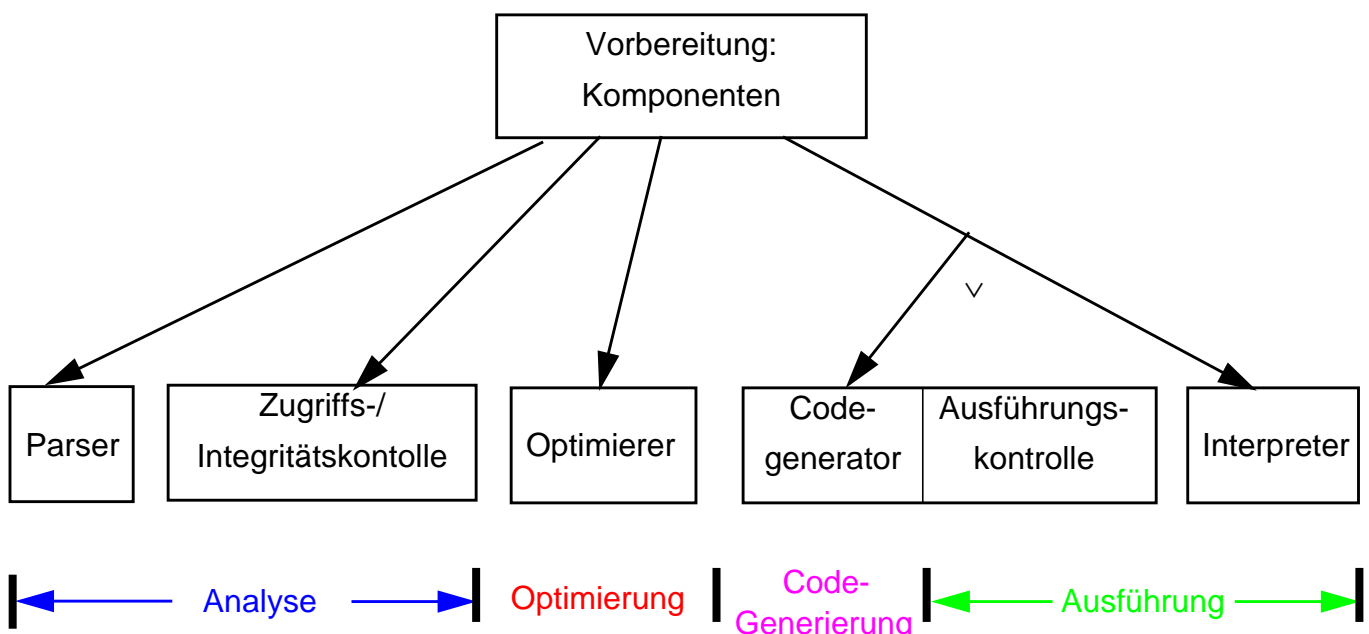 Vorbereitung:
Komponenten
∨
Parser
Zugriffs-/
Integritätskontolle
Optimierer
Code-
generator
Ausführungs-
kontrolle
Interpreter
Analyse
Optimierung
Code-
Generierung
Ausführung